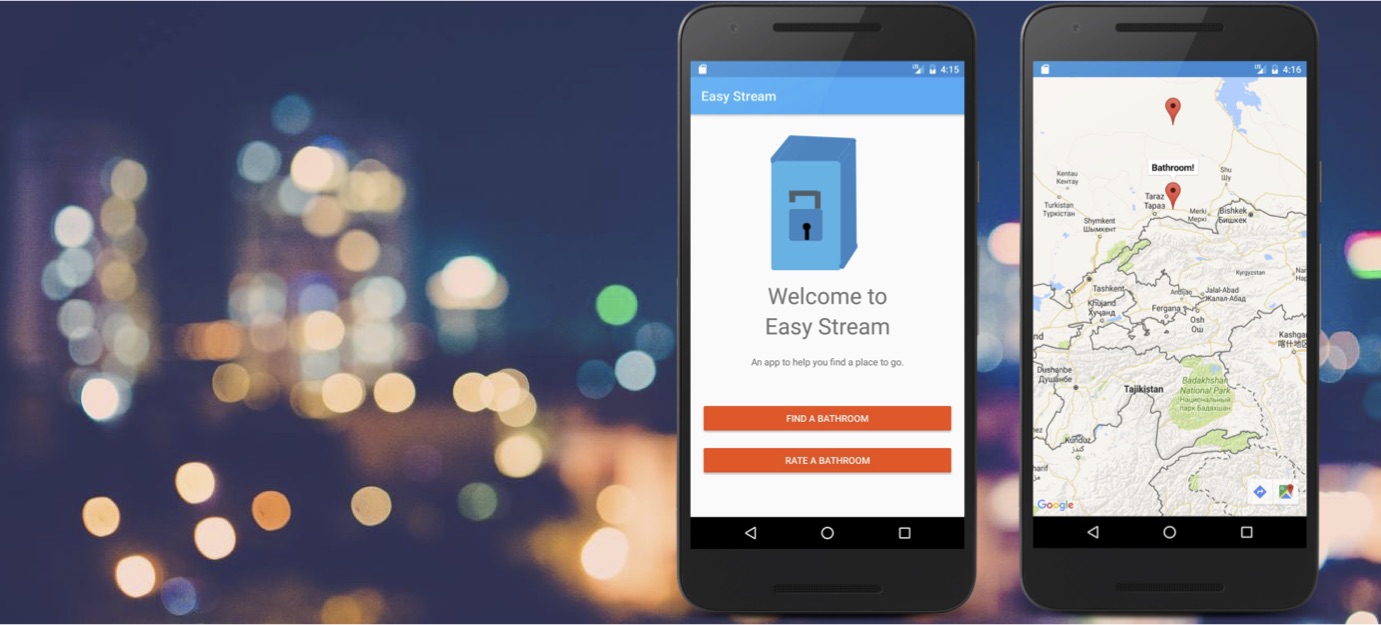 4:15
Easy Stream
Welcome to
Easy Stream
An app to help you find a place to go.
FIND A BATHROOM
RATE A BATHROOM
4:16
Bathroom!
Kentau
Кентау
Shu
Шу
Turkistan
Туркістан
Taraz
Тараз
Merki
Меркі
Bishkek
Бишкек
Shymkent
Шымкент
Kyrgyzstan
Tashkent
Andijan
Jalal-Abad
Жалал-Абад
Khujand
Хучанд
Fergana
Osh
Ош
Kashgar
喀什地区
Dushanbe
Душанбе
Tajikistan
Badakhshan
National Park
Национальный
парк Бадахшан
Kunduz
كندز
Google